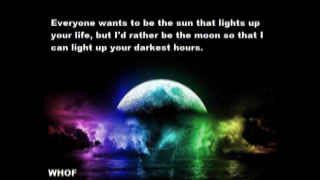 Everyone wants to be the sun that lights up
your life, but I'd rather be the moon so that I
can light up your darkest hours.
WHOF